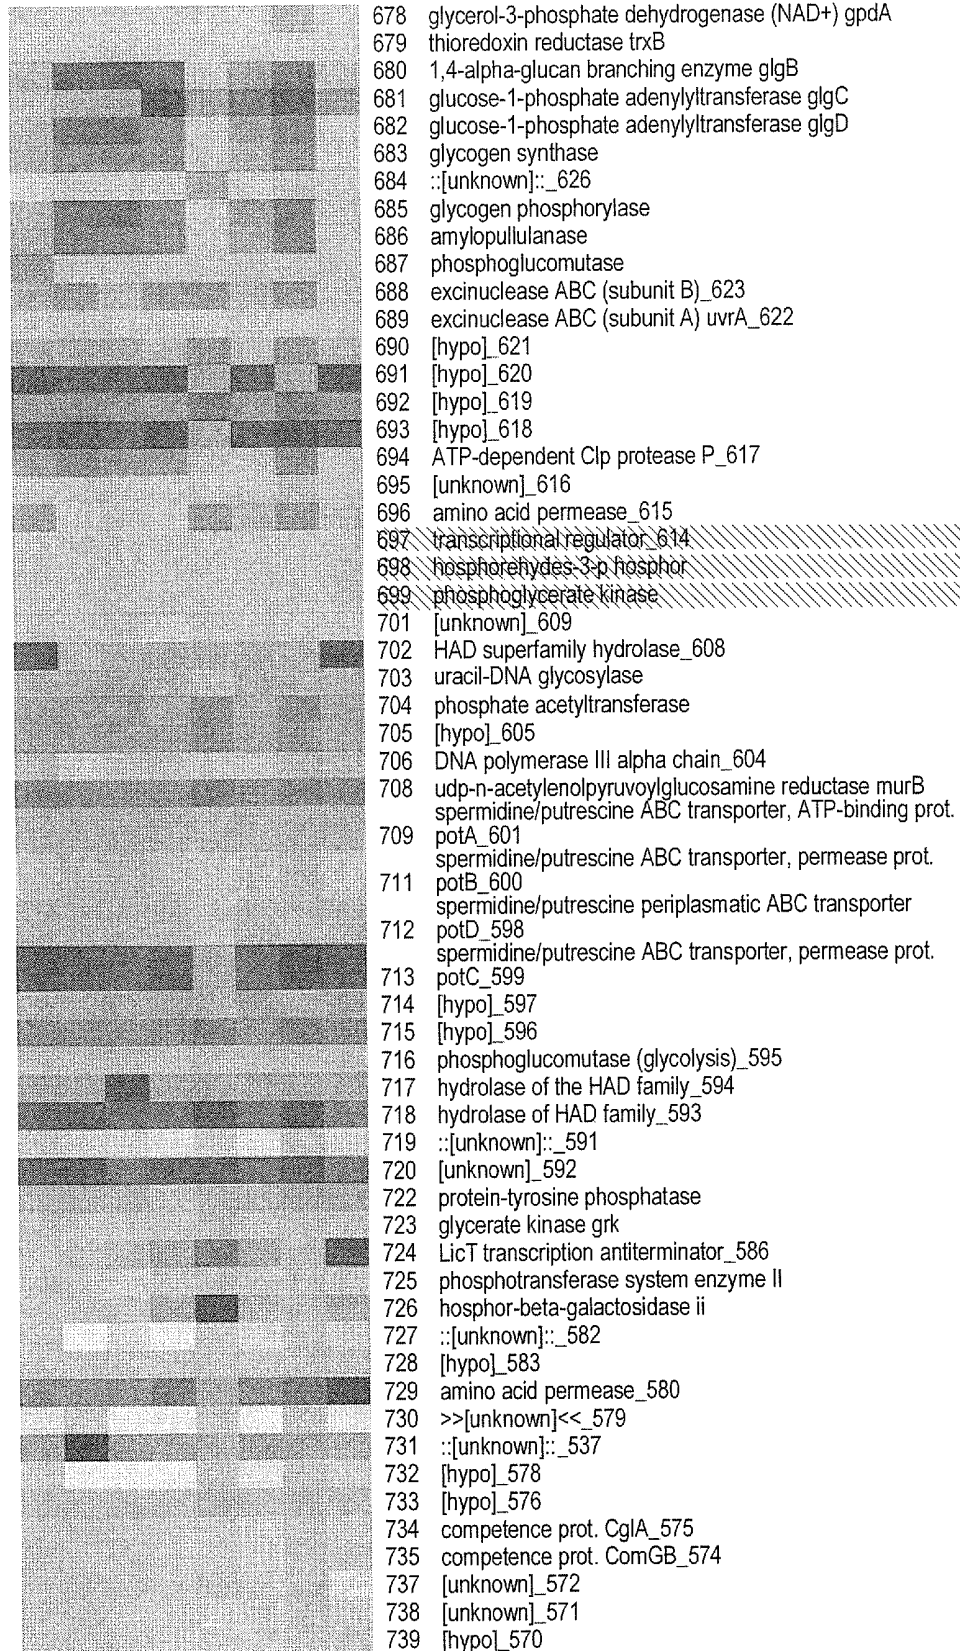 678 glycerol-3-phosphate dehydrogenase (NAD+) gpdA
679 thioredoxin reductase trxB
680 1,4-alpha-glucan branching enzyme glgB
681 glucose-1-phosphate adenylyltransferase glgC
682 glucose-1-phosphate adenylyltransferase glgD
683 glycogen synthase
684 ::[unknown]::_626
685 glycogen phosphorylase
686 amylopullulanase
687 phosphoglucomutase
688 excinuclease ABC (subunit B)_623
689 excinuclease ABC (subunit A) uvrA_622
690 [hypo]_621
691 [hypo]_620
692 [hypo]_619
693 [hypo]_618
694 ATP-dependent Clp protease P_617
695 [unknown]_616
696 amino acid permease_615
697 transcriptional regulator_614
698 hosphorehydes-3-p hosphor
699 phosphoglycerate kinase
701 [unknown]_609
702 HAD superfamily hydrolase_608
703 uracil-DNA glycosylase
704 phosphate acetyltransferase
705 [hypo]_605
706 DNA polymerase III alpha chain_604
708 udp-n-acetylenolpyruvoylglucosamine reductase murB
spermidine/putrescine ABC transporter, ATP-binding prot.
709 potA_601
spermidine/putrescine ABC transporter, permease prot.
711 potB_600
spermidine/putrescine periplasmatic ABC transporter
712 potD_598
spermidine/putrescine ABC transporter, permease prot.
713 potC_599
714 [hypo]_597
715 [hypo]_596
716 phosphoglucomutase (glycolysis)_595
717 hydrolase of the HAD family_594
718 hydrolase of HAD family_593
719 ::[unknown]::_591
720 [unknown]_592
722 protein-tyrosine phosphatase
723 glycerate kinase grk
724 LicT transcription antiterminator_586
725 phosphotransferase system enzyme II
726 hosphor-beta-galactosidase ii
727 ::[unknown]::_582
728 [hypo]_583
729 amino acid permease_580
730 >>[unknown]<<_579
731 ::[unknown]::_537
732 [hypo]_578
733 [hypo]_576
734 competence prot. CglA_575
735 competence prot. ComGB_574
737 [unknown]_572
738 [unknown]_571
739 [hypo]_570